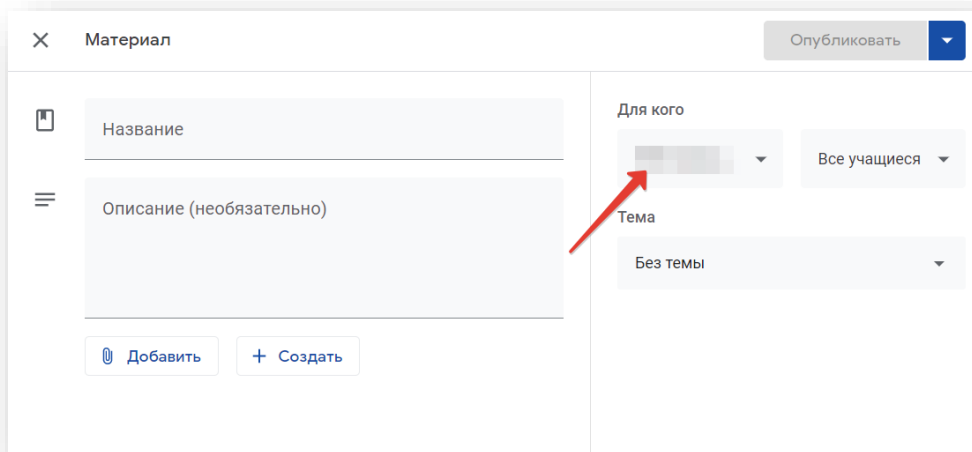 Материал
Опубликовать
Название
Описание (необязательно)
Добавить
Создать
Для кого
Все учащиеся
Тема
Без темы